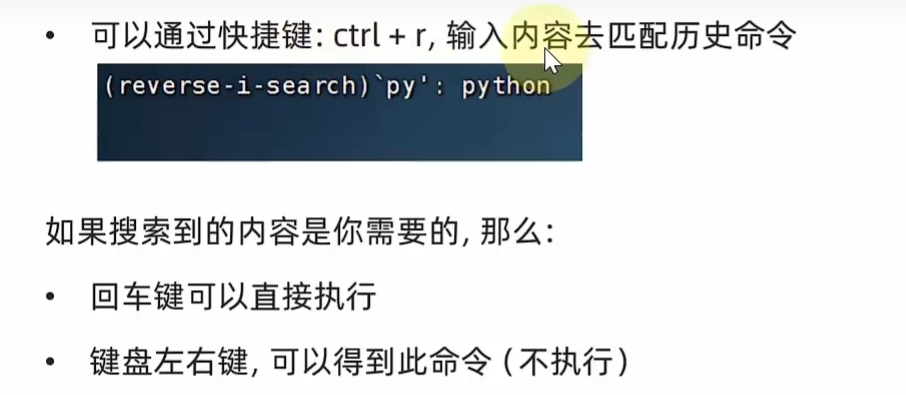 • 可以通过快捷键: ctrl + r, 输入内容去匹配历史命令
(reverse-i-search)`py': python
如果搜索到的内容是你需要的, 那么:
• 回车键可以直接执行
• 键盘左右键, 可以得到此命令 (不执行)